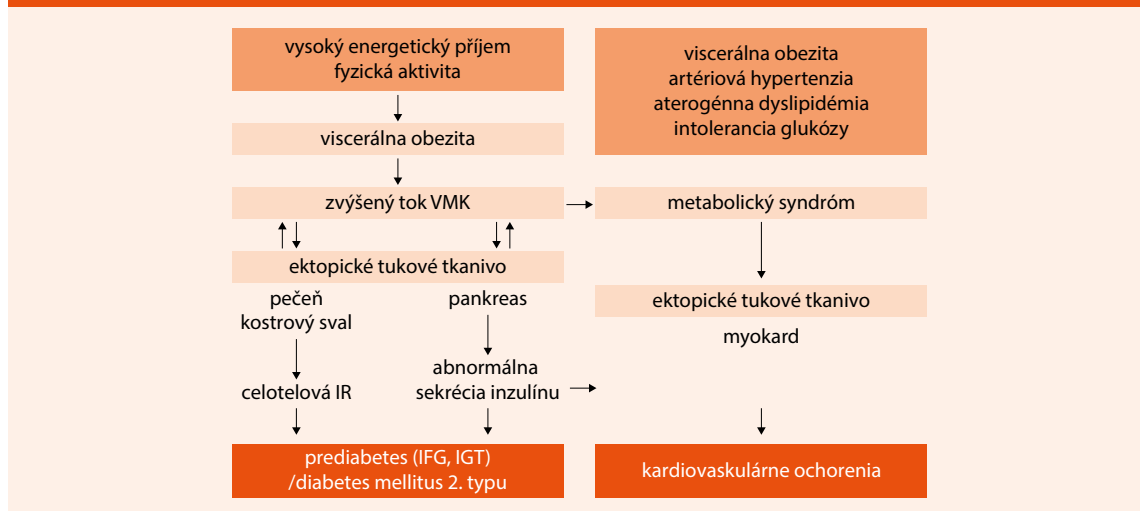 vysoký energetický příjem
fyzická aktivita
viscerálna obezita
artériová hypertenzia
aterogénna dyslipidémia
intolerancia glukózy
viscerálna obezita
zvýšený tok VMK
metabolický syndróm
ektopické tukové tkanivo
pečeň
kostrový sval
pankreas
ektopické tukové tkanivo
myokard
celotelová IR
abnormálna
sekrécia inzulínu
prediabetes (IFG, IGT)
/diabetes mellitus 2. typu
kardiovaskulárne ochorenia